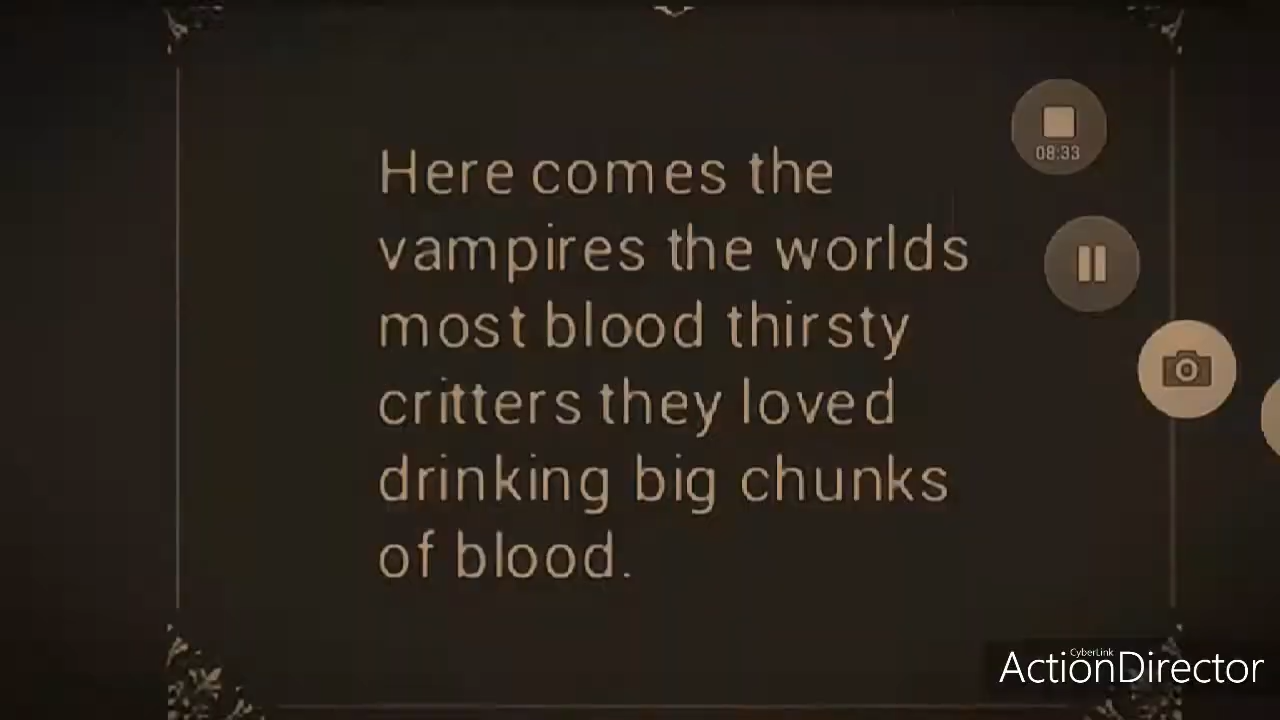 Here comes the
vampires the worlds
most blood thirsty
critters they loved
drinking big chunks
of blood.
08:33
CyberLink
ActionDirector